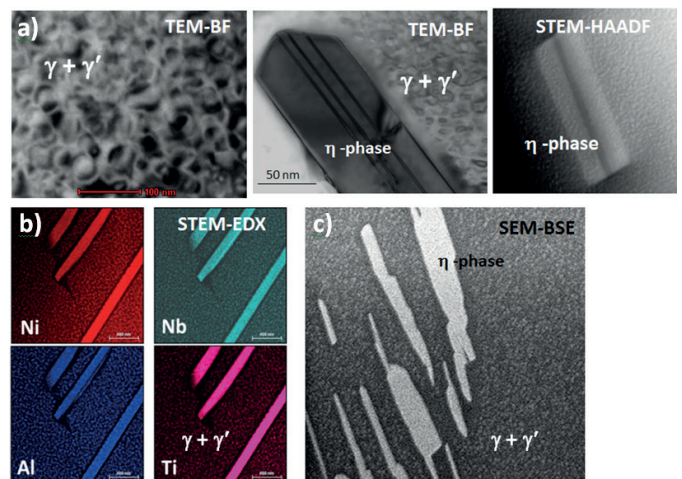 a)
TEM-BF
γ + γ′
100 nm
TEM-BF
γ + γ′
η -phase
50 nm
STEM-HAADF
η -phase
b)
Ni
STEM-EDX
Nb
Al
γ + γ′
Ti
c)
SEM-BSE
η -phase
γ + γ′